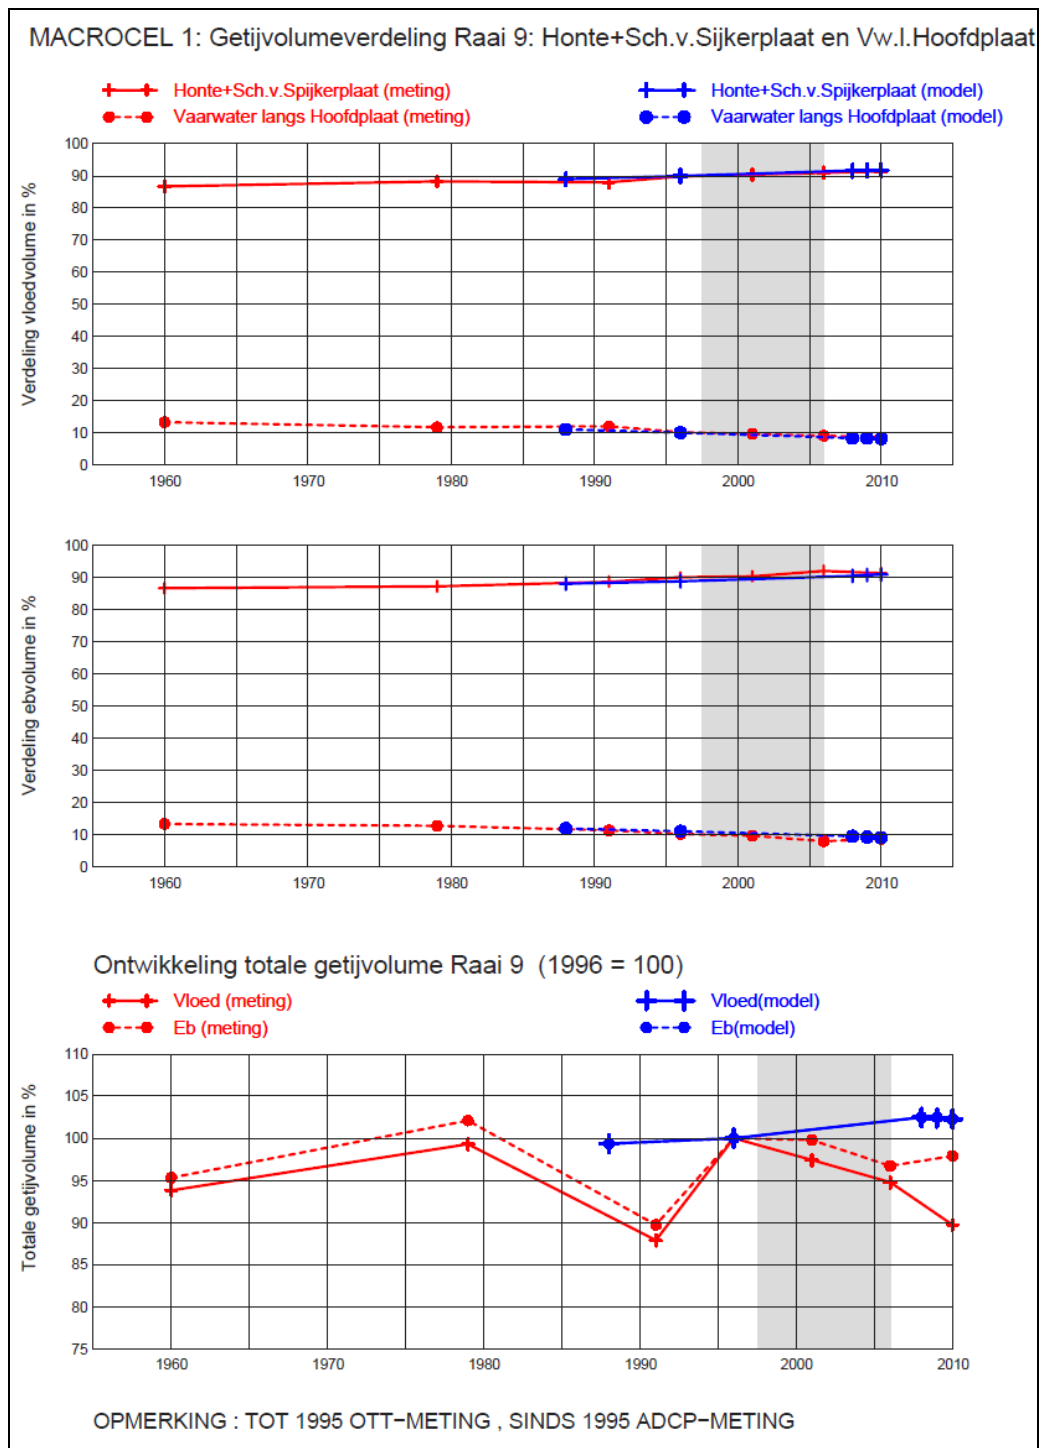 MACROCEL 1: Getijvolumeverdeling Raai 9: Honte+Sch.v.Sijkerplaat en Vw.l.Hoofdplaat
Honte+Sch.v.Spijkerplaat (meting) Honte+Sch.v.Spijkerplaat (model)
Vaarwater langs Hoofdplaat (meting) Vaarwater langs Hoofdplaat (model)
Verdeling vloedvolume in %
100
90
80
70
60
50
40
30
20
10
0
1960 1970 1980 1990 2000 2010
Verdeling ebvolume in %
100
90
80
70
60
50
40
30
20
10
0
1960 1970 1980 1990 2000 2010
Ontwikkeling totale getijvolume Raai 9 (1996 = 100)
Vloed (meting) Vloed(model)
Eb (meting) Eb(model)
Totale getijvolume in %
110
105
100
95
90
85
80
75
1960 1970 1980 1990 2000 2010
OPMERKING : TOT 1995 OTT−METING , SINDS 1995 ADCP−METING